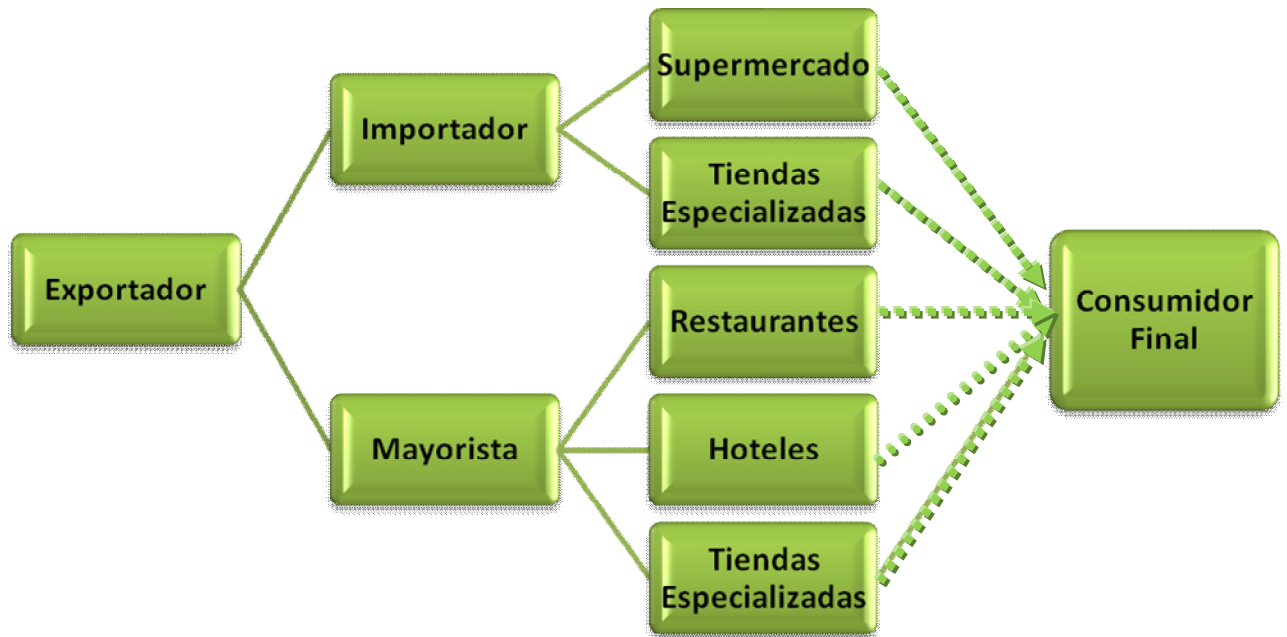 Exportador
Importador
Mayorista
Supermercado
Tiendas
Especializadas
Restaurantes
Hoteles
Tiendas
Especializadas
Consumidor
Final